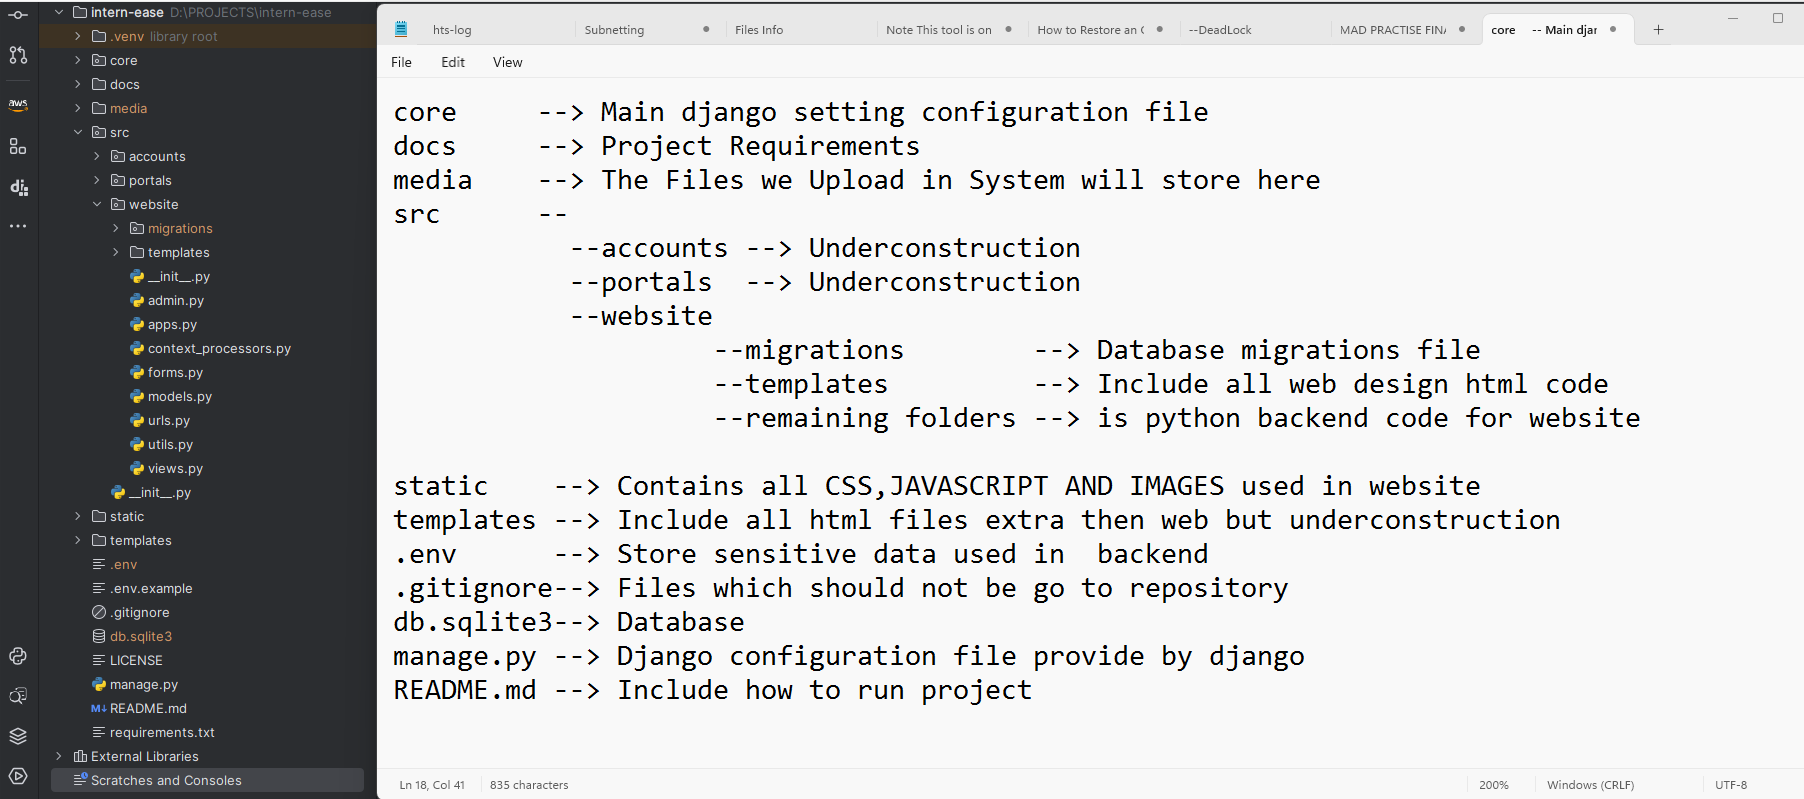 intern-ease D:\PROJECTS\intern-ease
.venv library root
core
docs
media
src
accounts
portals
website
migrations
templates
__init__.py
admin.py
apps.py
context_processors.py
forms.py
models.py
urls.py
utils.py
views.py
__init__.py
static
templates
.env
.env.example
.gitignore
db.sqlite3
LICENSE
manage.py
M↓ README.md
requirements.txt
External Libraries
Scratches and Consoles
aws
hts-log
Subnetting
Files Info
Note This tool is on
How to Restore an
--DeadLock
MAD PRACTISE FINA
core -- Main djar
File Edit View
core --> Main django setting configuration file
docs --> Project Requirements
media --> The Files we Upload in System will store here
src --
--accounts --> Underconstruction
--portals --> Underconstruction
--website
--migrations --> Database migrations file
--templates --> Include all web design html code
--remaining folders --> is python backend code for website
static --> Contains all CSS,JAVASCRIPT AND IMAGES used in website
templates --> Include all html files extra then web but underconstruction
.env --> Store sensitive data used in  backend
.gitignore--> Files which should not be go to repository
db.sqlite3--> Database
manage.py --> Django configuration file provide by django
README.md --> Include how to run project
Ln 18, Col 41 835 characters 200% Windows (CRLF) UTF-8